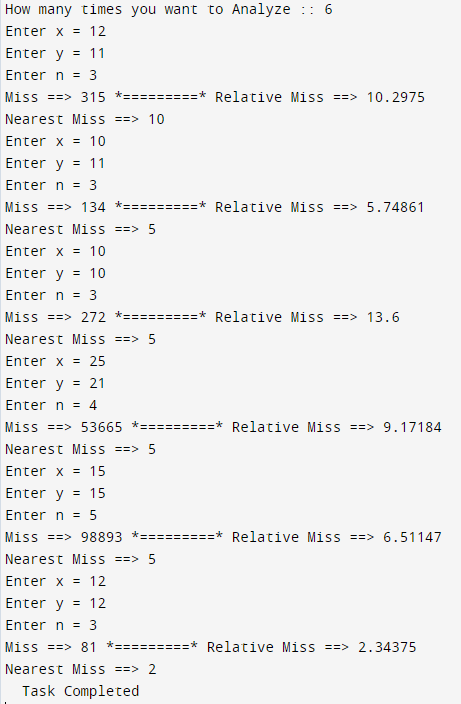 How many times you want to Analyze :: 6
Enter x = 12
Enter y = 11
Enter n = 3
Miss ==> 315 *=========* Relative Miss ==> 10.2975
Nearest Miss ==> 10
Enter x = 10
Enter y = 11
Enter n = 3
Miss ==> 134 *=========* Relative Miss ==> 5.74861
Nearest Miss ==> 5
Enter x = 10
Enter y = 10
Enter n = 3
Miss ==> 272 *=========* Relative Miss ==> 13.6
Nearest Miss ==> 5
Enter x = 25
Enter y = 21
Enter n = 4
Miss ==> 53665 *=========* Relative Miss ==> 9.17184
Nearest Miss ==> 5
Enter x = 15
Enter y = 15
Enter n = 5
Miss ==> 98893 *=========* Relative Miss ==> 6.51147
Nearest Miss ==> 5
Enter x = 12
Enter y = 12
Enter n = 3
Miss ==> 81 *=========* Relative Miss ==> 2.34375
Nearest Miss ==> 2
  Task Completed